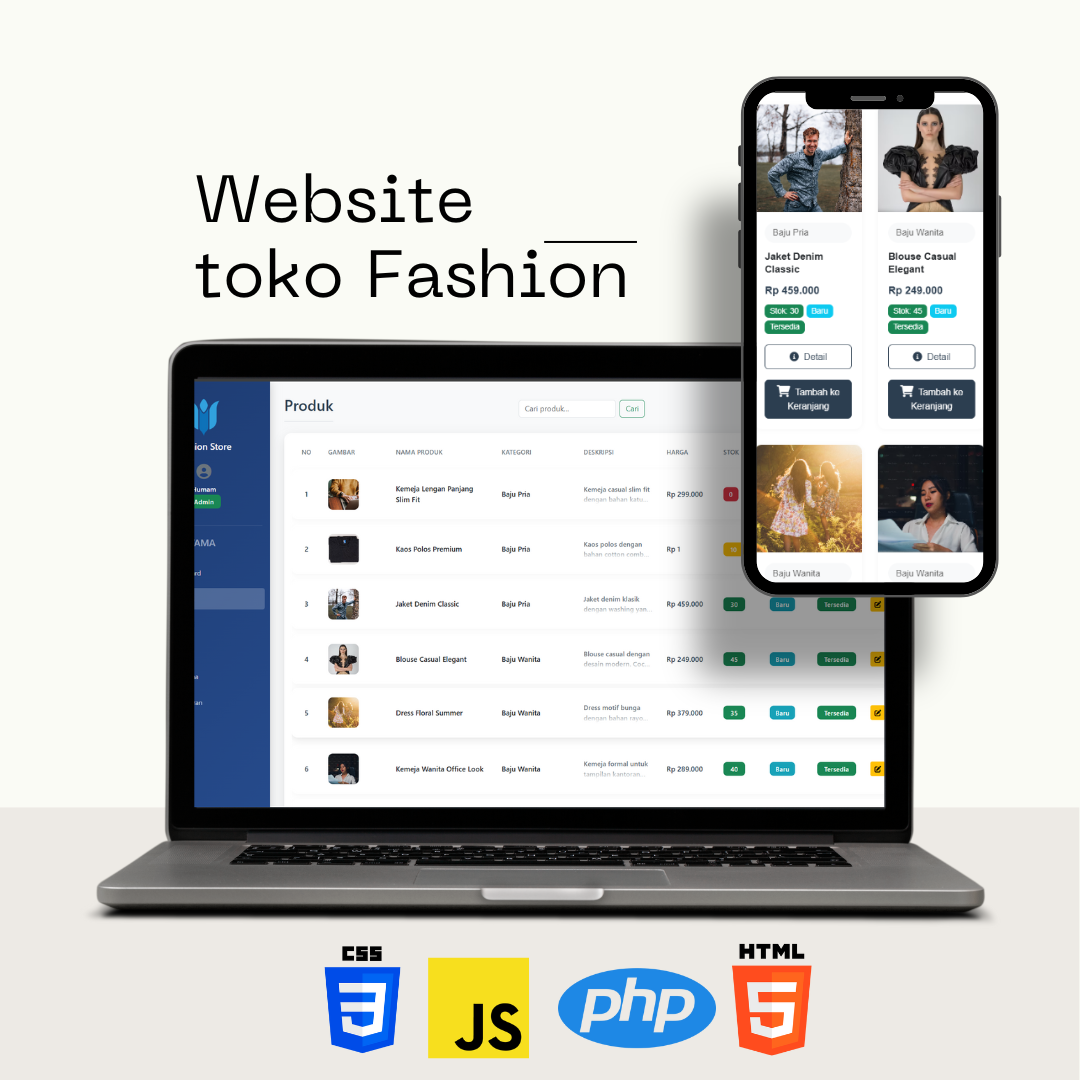 Website
toko Fashion
Baju Pria
Baju Wanita
Jaket Denim
Classic
Blouse Casual
Elegant
Rp 459.000
Rp 249.000
Stok: 30 Baru
Tersedia
Stok: 45 Baru
Tersedia
Detail
Detail
Tambah ke
Keranjang
Tambah ke
Keranjang
Baju Wanita
Baju Wanita
ion Store
Humam
Admin
AMA
rd
Produk
Cari produk...
Cari
NO GAMBAR NAMA PRODUK KATEGORI DESKRIPSI HARGA STOK
1 Kemeja Lengan Panjang
Slim Fit
Baju Pria
Kemeja casual slim fit
dengan bahan katu...
Rp 299.000
0
2 Kaos Polos Premium Baju Pria
Kaos polos dengan
bahan cotton comb...
Rp 1
10
3 Jaket Denim Classic Baju Pria
Jaket denim klasik
dengan washing yan...
Rp 459.000 30 Baru Tersedia
4 Blouse Casual Elegant Baju Wanita
Blouse casual dengan
desain modern. Coc...
Rp 249.000 45 Baru Tersedia
5 Dress Floral Summer Baju Wanita
Dress motif bunga
dengan bahan rayo...
Rp 379.000 35 Baru Tersedia
6 Kemeja Wanita Office Look Baju Wanita
Kemeja formal untuk
tampilan kantoran...
Rp 289.000 40 Baru Tersedia
CSS
3
JS
php
HTML
5